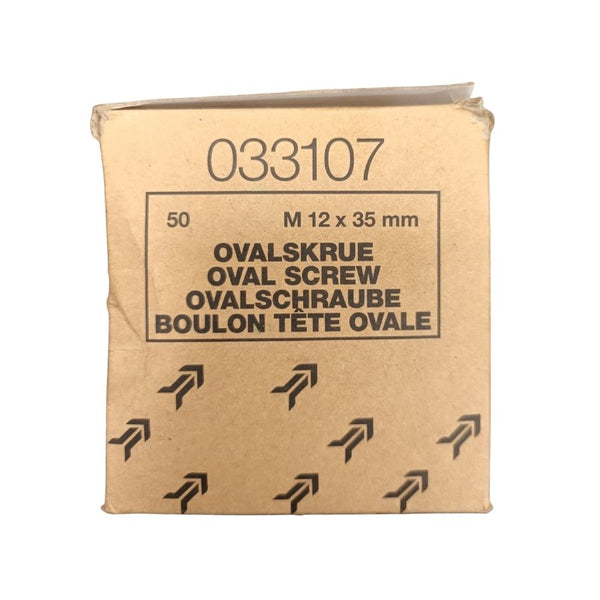 033107
50 M 12 x 35 mm
OVALSKRUE
OVAL SCREW
OVALSCHRAUBE
BOULON TÊTE OVALE